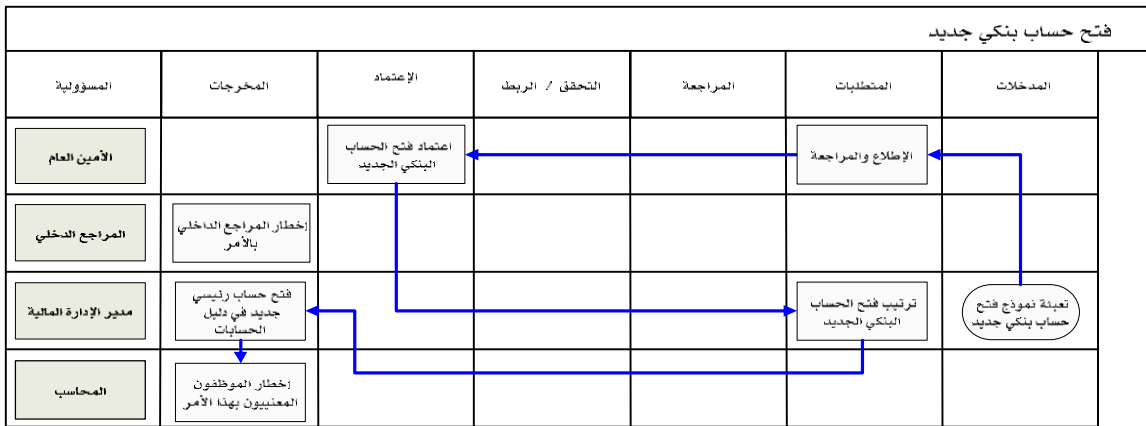 فتح حساب بنكي جديد
المدخلات
المتطلبات
المراجعة
التحقق / الربط
الإعتماد
المخرجات
المسؤولية
الإطلاع والمراجعة
اعتماد فتح الحساب
البنكي الجديد
الأمين العام
إخطار المراجع الداخلي
بالأمر
المراجع الدخلي
تعبئة نموذج فتح
حساب بنكي جديد
ترتيب فتح الحساب
البنكي الجديد
فتح حساب رئيسي
جديد في دليل
الحسابات
مدير الإدارة المالية
إخطار الموظفون
المعنييون بهذا الأمر
المحاسب